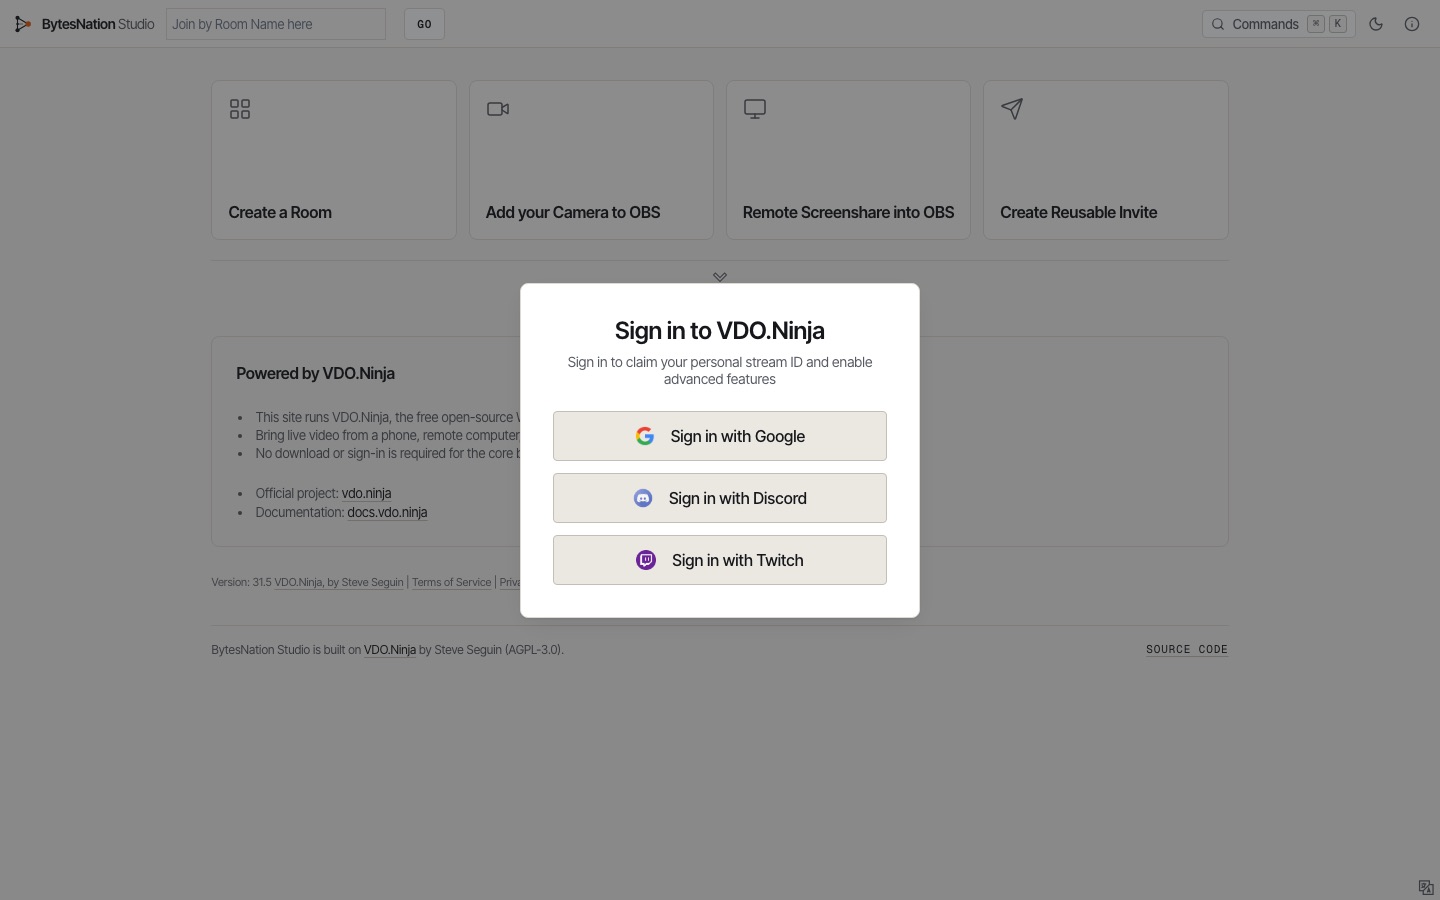 BytesNation Studio
Join by Room Name here
GO
Commands
⌘ K
Create a Room
Add your Camera to OBS
Remote Screenshare into OBS
Create Reusable Invite
Sign in to VDO.Ninja
Sign in to claim your personal stream ID and enable
advanced features
Sign in with Google
Sign in with Discord
Sign in with Twitch
Powered by VDO.Ninja
• This site runs VDO.Ninja, the free open-source
• Bring live video from a phone, remote computer,
• No download or sign-in is required for the core
• Official project: vdo.ninja
• Documentation: docs.vdo.ninja
Version: 31.5 VDO.Ninja, by Steve Seguin | Terms of Service |
BytesNation Studio is built on VDO.Ninja by Steve Seguin (AGPL-3.0).
SOURCE CODE